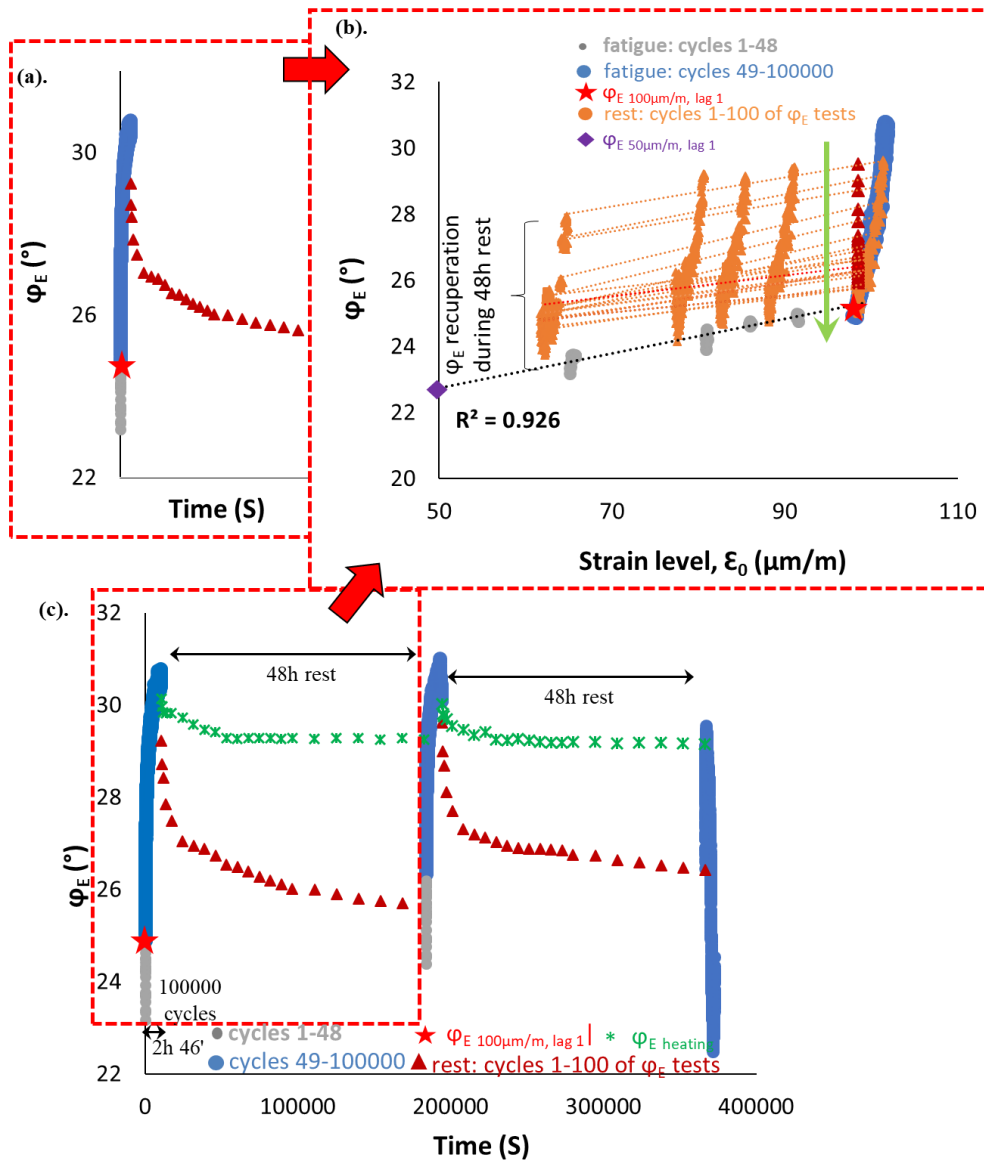 (a).
30
26
22
φE (°)
Time (S)
(b).
fatigue: cycles 1-48
fatigue: cycles 49-100000
φE 100μm/m, lag 1
rest: cycles 1-100 of φE tests
φE 50μm/m, lag 1
32
30
28
26
24
22
20
φE (°)
φE recuperation
during 48h rest
R² = 0.926
50
70
90
110
Strain level, Ɛ0 (μm/m)
(c).
32
30
28
26
24
22
φE (°)
48h rest
48h rest
100000
cycles
2h 46'
cycles 1-48
φE 100μm/m, lag 1
φE heating
cycles 49-100000
rest: cycles 1-100 of φE tests
0
100000
200000
300000
400000
Time (S)